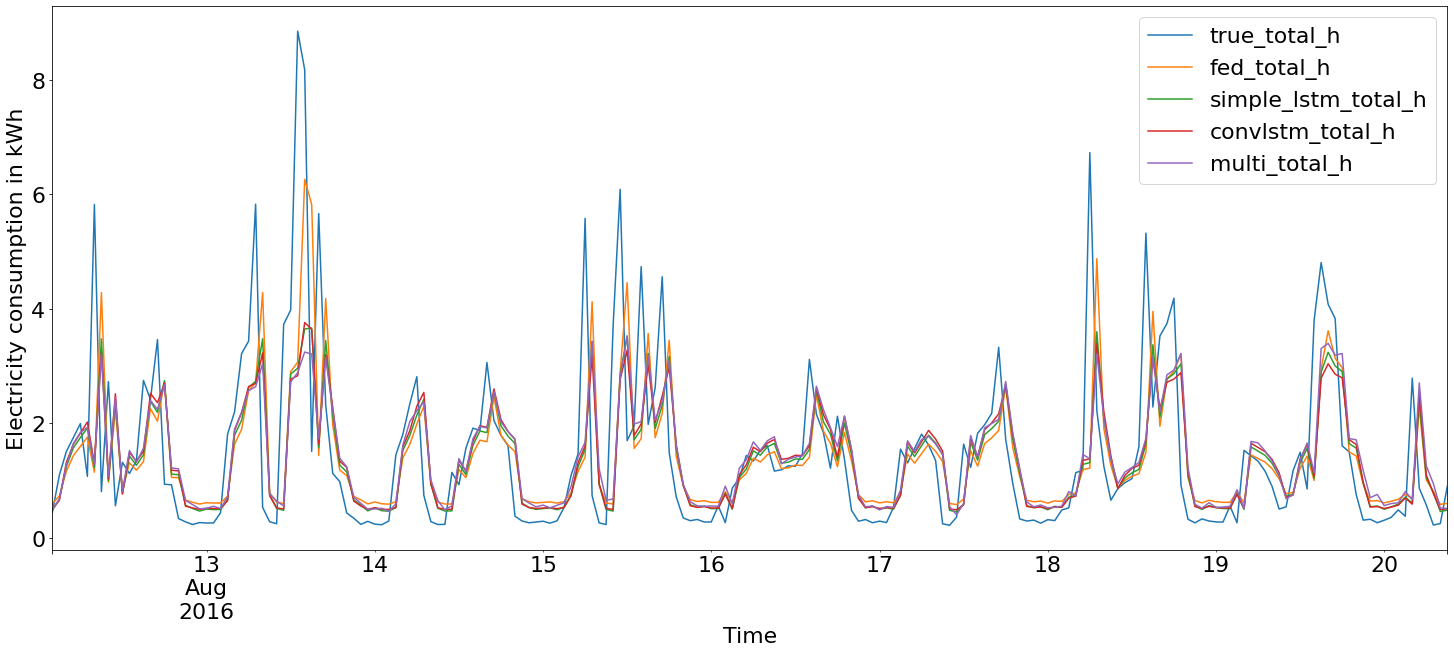 Electricity consumption in kWh
8
6
4
2
0
true_total_h
fed_total_h
simple_lstm_total_h
convlstm_total_h
multi_total_h
13 14 15 16 17 18 19 20
Aug
2016
Time